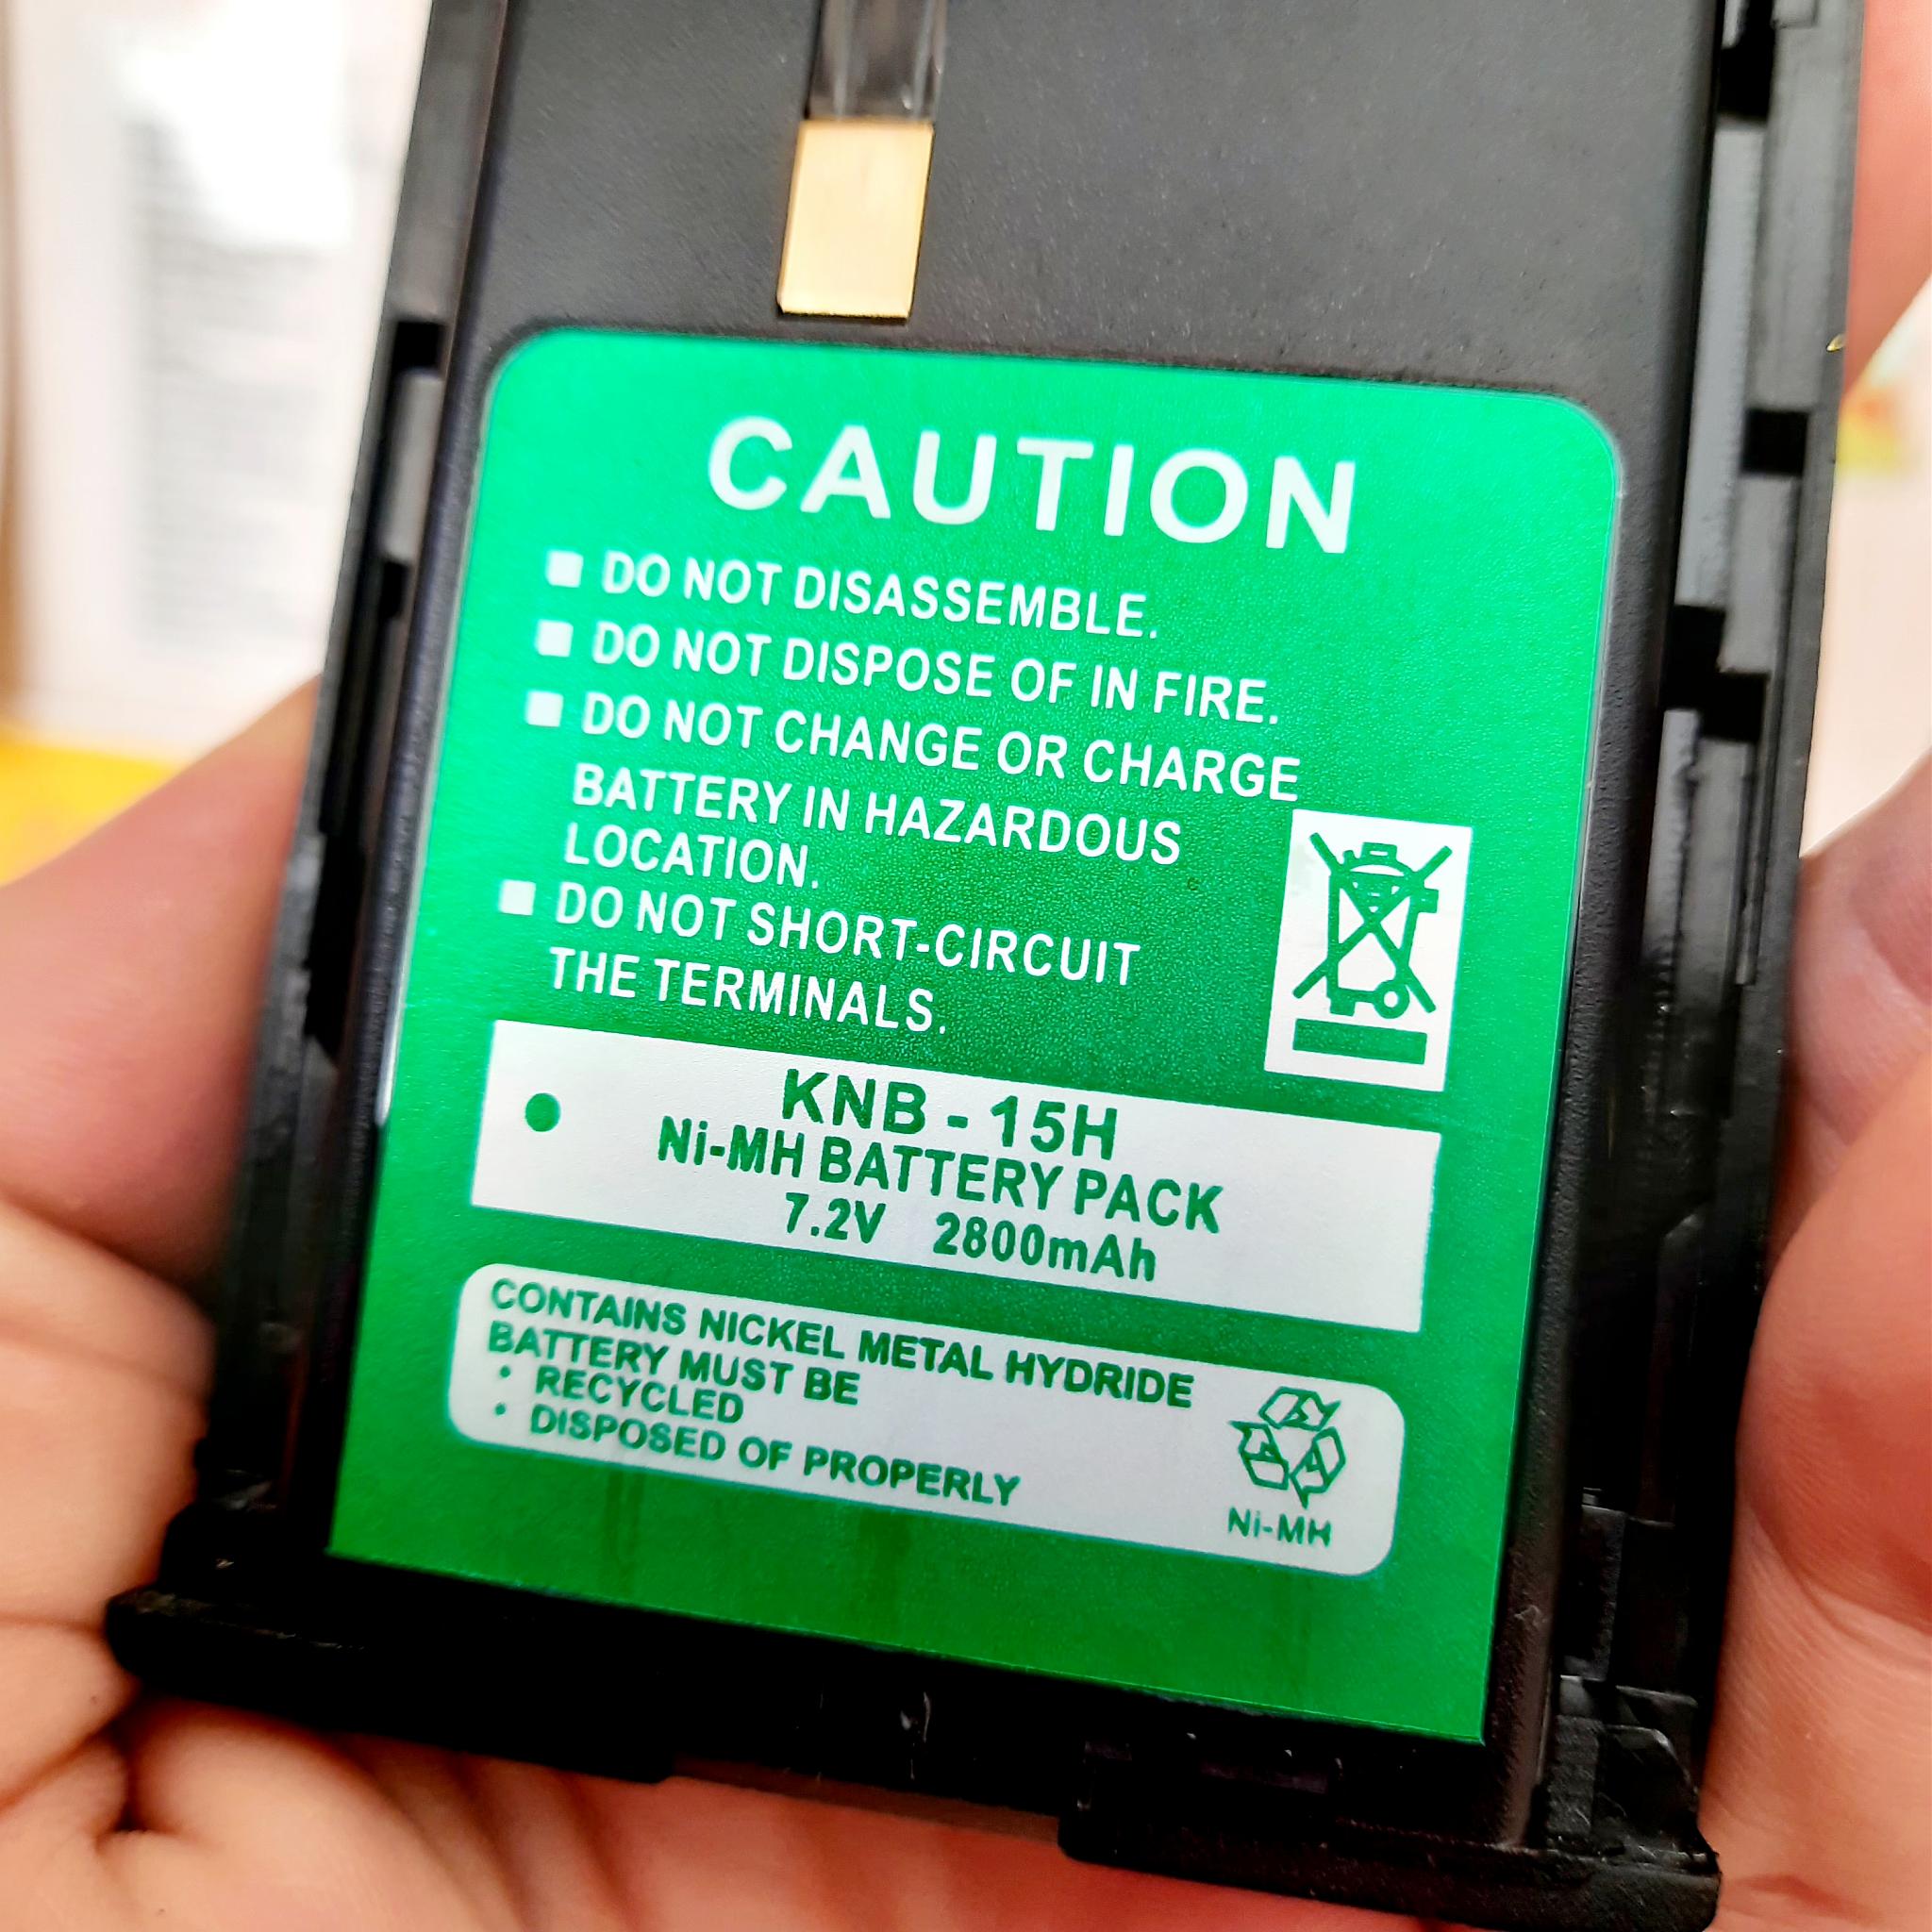 CAUTION
■ DO NOT DISASSEMBLE.
■ DO NOT DISPOSE OF IN FIRE.
■ DO NOT CHANGE OR CHARGE
BATTERY IN HAZARDOUS
LOCATION.
■ DO NOT SHORT-CIRCUIT
THE TERMINALS.
KNB - 15H
Ni-MH BATTERY PACK
7.2V 2800mAh
CONTAINS NICKEL METAL HYDRIDE
BATTERY MUST BE
• RECYCLED
• DISPOSED OF PROPERLY
Ni-MH